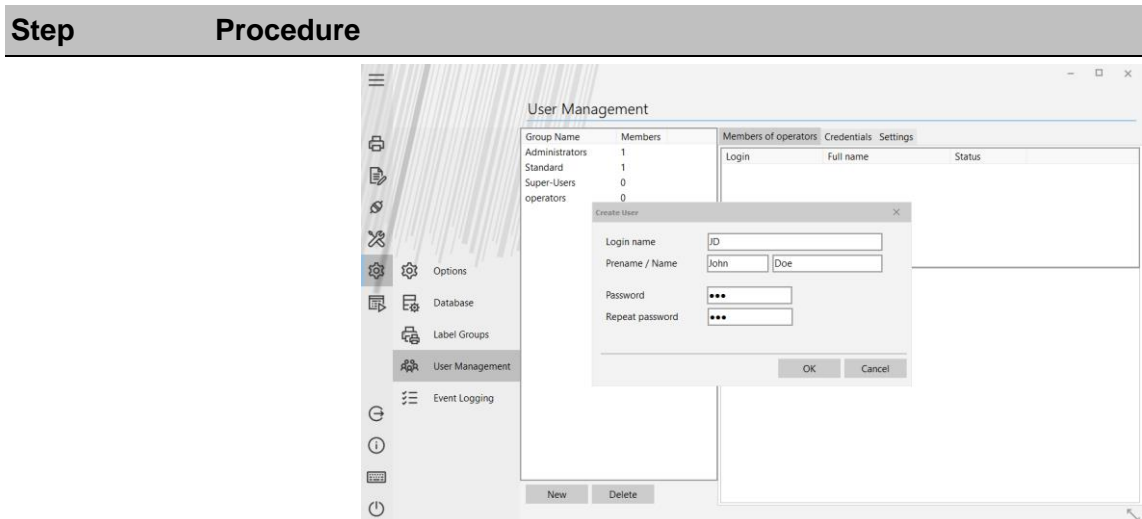 Step Procedure
User Management
Group Name Members
Administrators 1
Standard 1
Super-Users 0
operators 0
Members of operators Credentials Settings
Login Full name Status
Create User
Login name JD
Prename / Name John Doe
Password •••
Repeat password •••
OK Cancel
Options
Database
Label Groups
User Management
Event Logging
New Delete